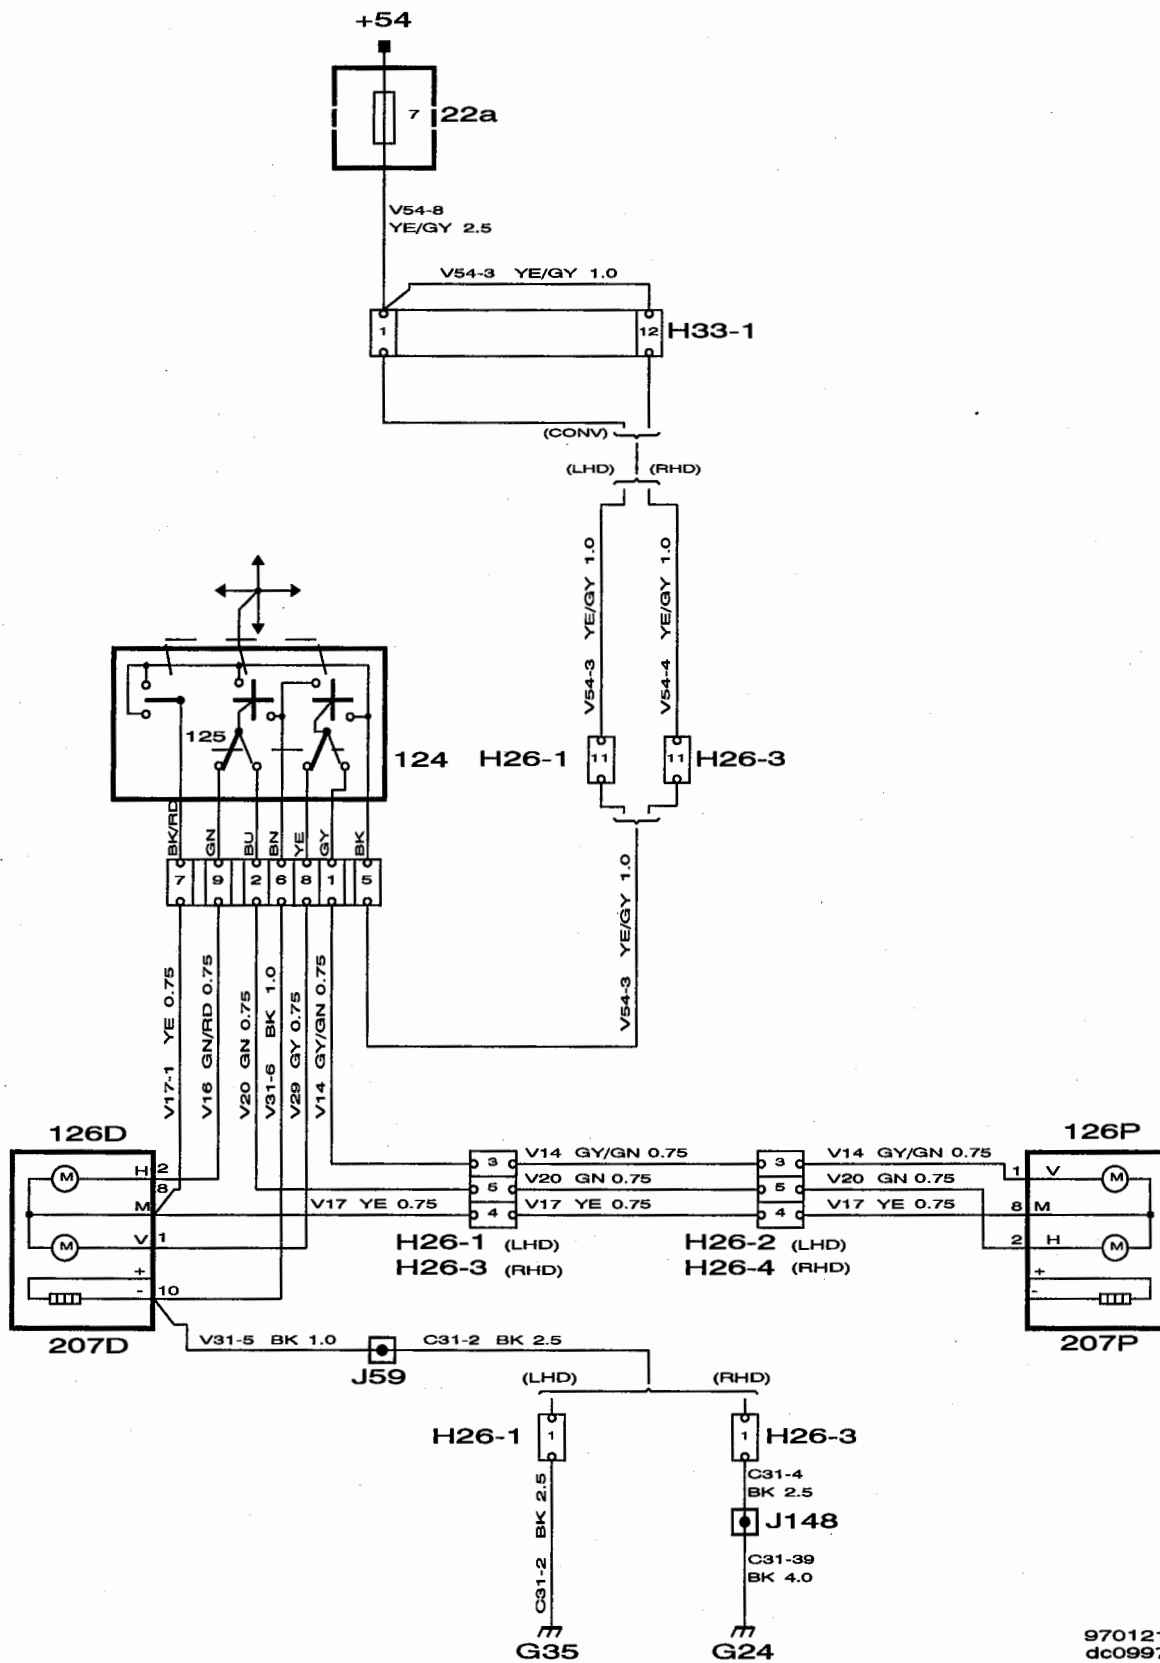 +54
7 22a
V54-8
YE/GY 2.5
V54-3 YE/GY 1.0
1 12 H33-1
(CONV)
(LHD) (RHD)
V54-3 YE/GY 1.0
V54-4 YE/GY 1.0
125
124
H26-1 11 11 H26-3
BK/RD GN BU BN YE GY BK
7 9 2 6 8 1 5
V54-3 YE/GY 1.0
V17-1 YE 0.75
V16 GN/RD 0.75
V20 GN 0.75
V31-6 BK 1.0
V29 GY 0.75
V14 GY/GN 0.75
126D 126P
3 V14 GY/GN 0.75 3 V14 GY/GN 0.75 1 V M
M H 2
8
5 V20 GN 0.75 5 V20 GN 0.75
M V17 YE 0.75 4 V17 YE 0.75 4 V17 YE 0.75 8 M
M V 1
2 H M
H26-1 (LHD) H26-2 (LHD)
H26-3 (RHD) H26-4 (RHD)
+ +
- 10 -
207D 207P
V31-5 BK 1.0 C31-2 BK 2.5
J59
(LHD) (RHD)
H26-1 1 1 H26-3
C31-2 BK 2.5
C31-4
BK 2.5
J148
C31-39
BK 4.0
G35 G24
970121
dc0997